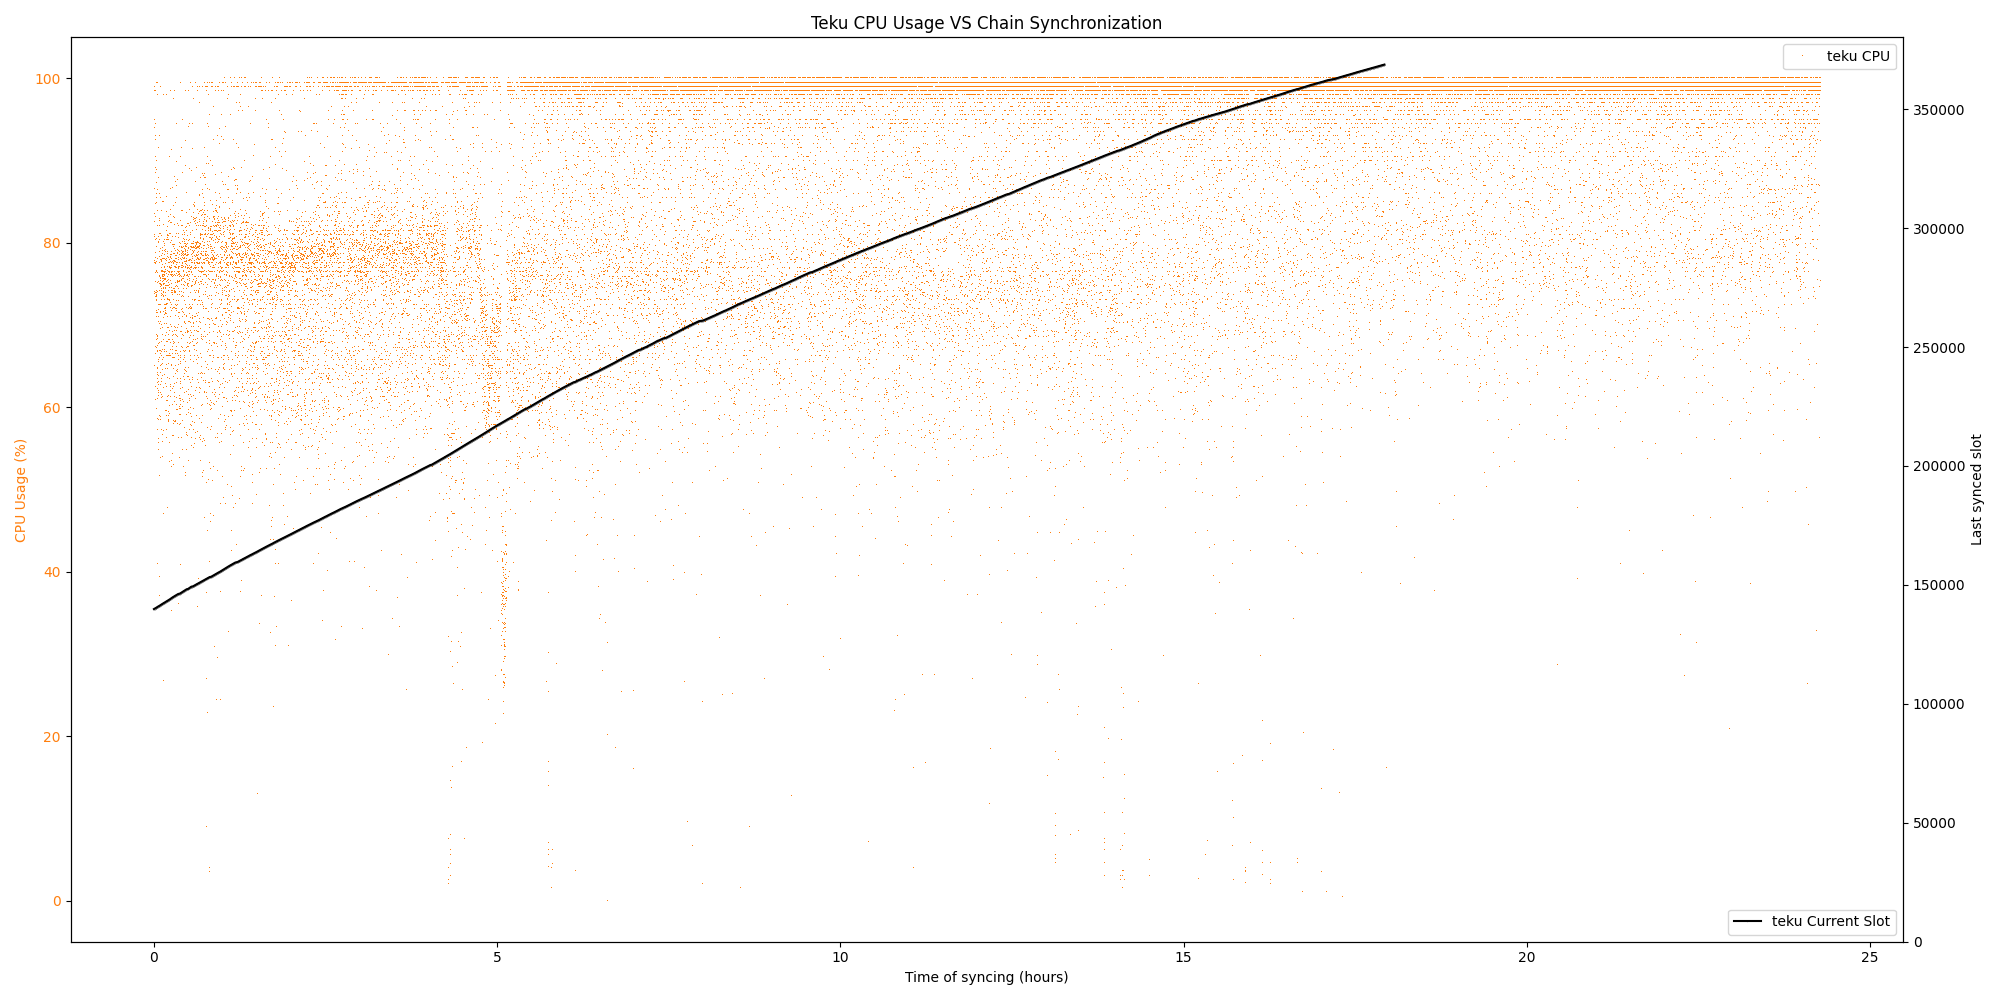 Teku CPU Usage VS Chain Synchronization
teku CPU
100
80
60
40
20
0
CPU Usage (%)
350000
300000
250000
200000
150000
100000
50000
0
Last synced slot
teku Current Slot
0 5 10 15 20 25
Time of syncing (hours)